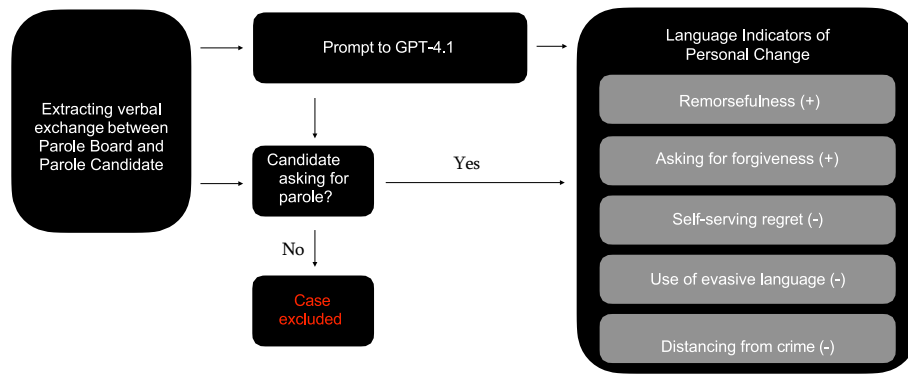 Extracting verbal
exchange between
Parole Board and
Parole Candidate
Prompt to GPT-4.1
Candidate
asking for
parole?
Yes
No
Case
excluded
Language Indicators of
Personal Change
Remorsefulness (+)
Asking for forgiveness (+)
Self-serving regret (-)
Use of evasive language (-)
Distancing from crime (-)